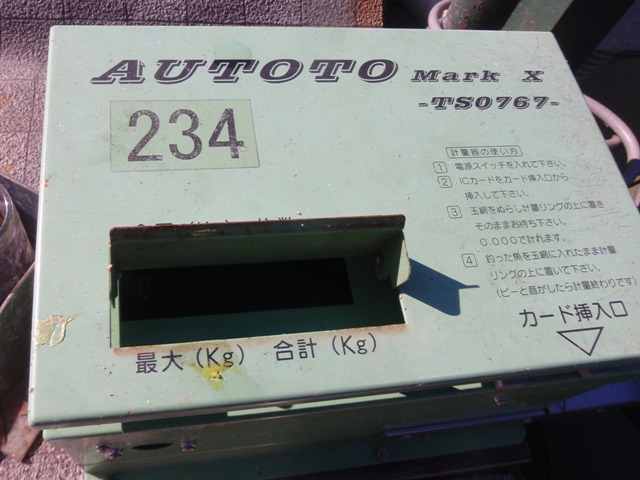 AUTOTO Mark X
-TS0767-
234
計量器の使い方
1 電源スイッチを入れて下さい。
2 ICカードをカード挿入口から
挿入して下さい。
3 玉網をぬらし計量リングの上に置き
そのままお待ち下さい。
0,000で計れます。
4 釣った魚を玉網に入れたまま計量
リングの上に置いて下さい。
(ピーと音がしたら計量終わりです)
カード挿入口
最大(Kg) 合計(Kg)